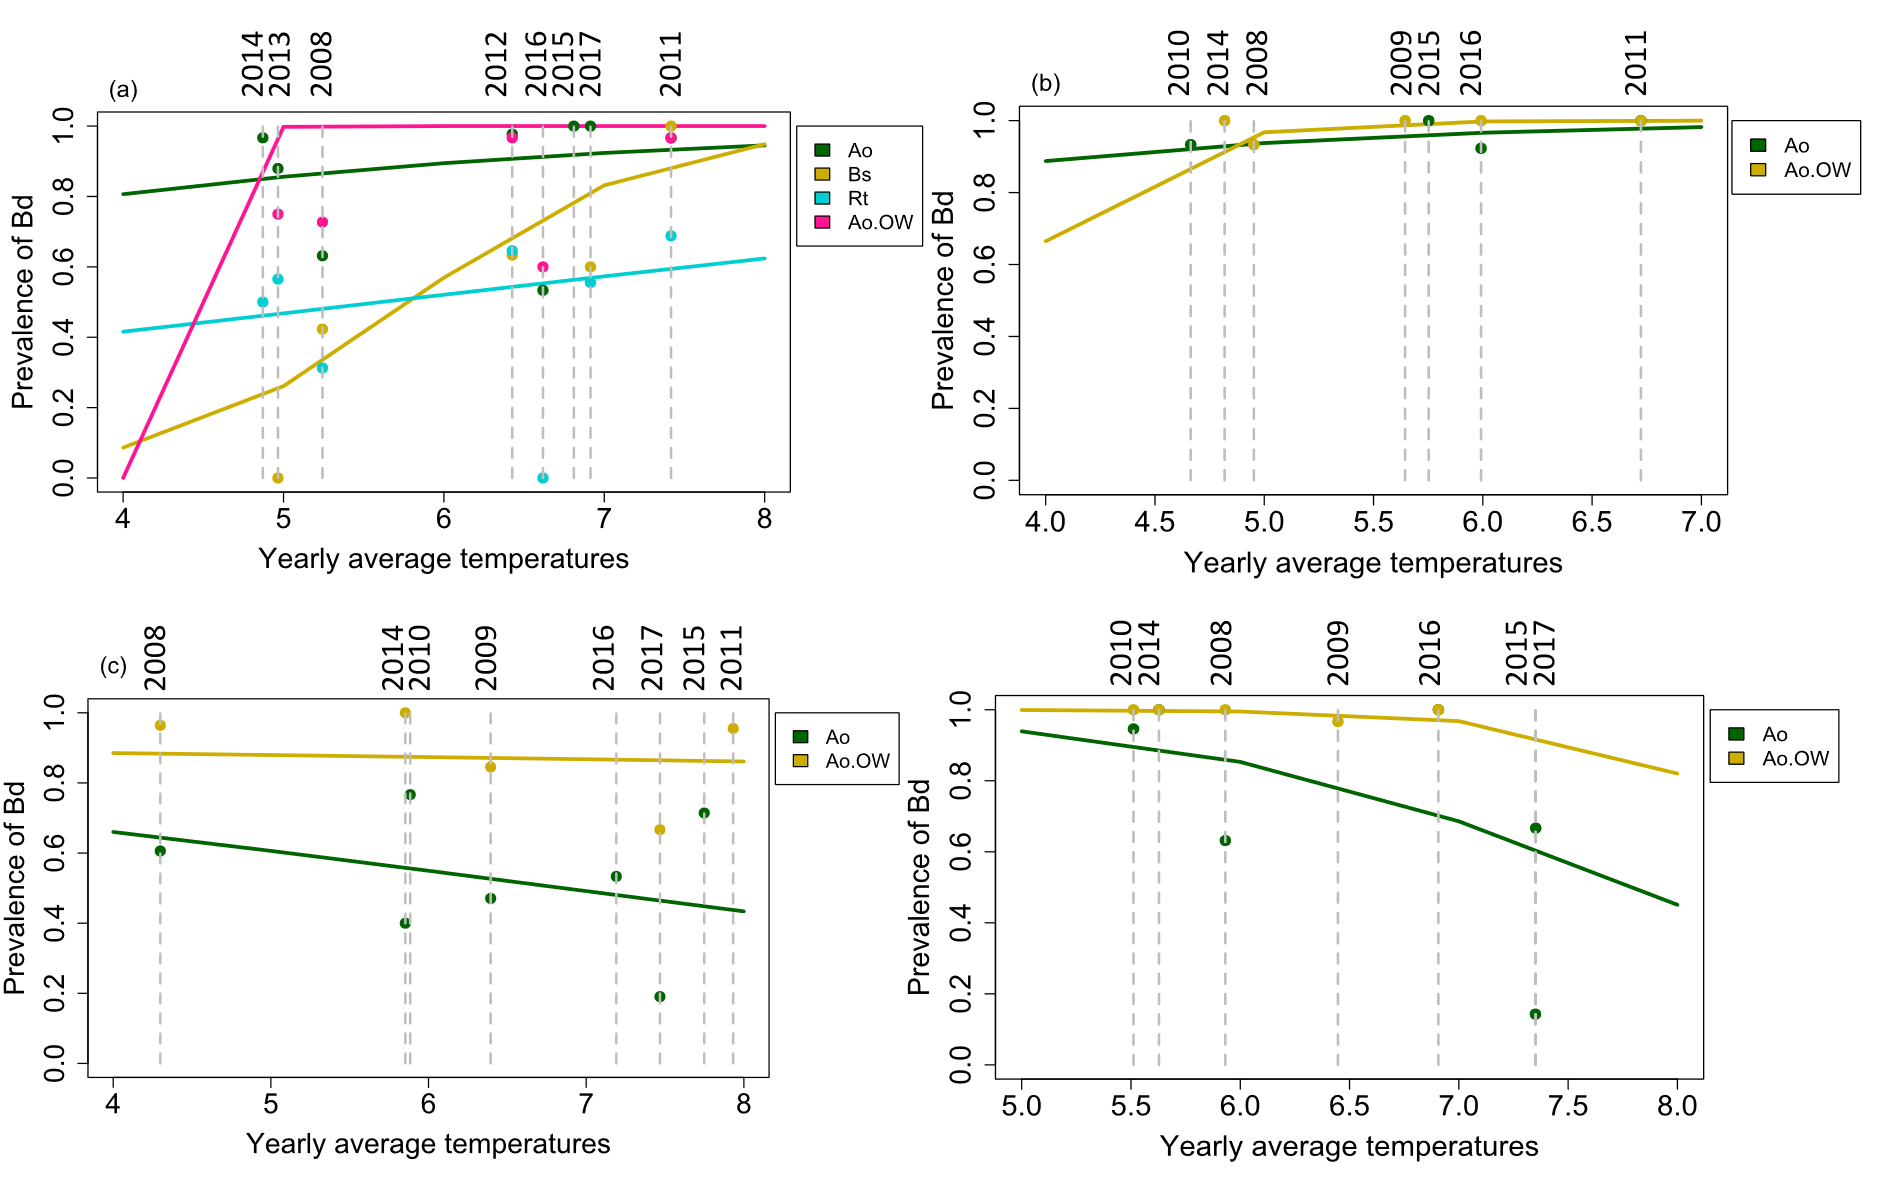 2014 2013 2008 2012 2016 2015 2017 2011
(a)
Prevalence of Bd
1.0
0.8
0.6
0.4
0.2
0.0
4 5 6 7 8
Yearly average temperatures
Ao
Bs
Rt
Ao.OW
2010 2014 2008 2009 2015 2016 2011
(b)
Prevalence of Bd
1.0
0.8
0.6
0.4
0.2
0.0
4.0 4.5 5.0 5.5 6.0 6.5 7.0
Yearly average temperatures
Ao
Ao.OW
2008 2014 2010 2009 2016 2017 2015 2011
(c)
Prevalence of Bd
1.0
0.8
0.6
0.4
0.2
0.0
4 5 6 7 8
Yearly average temperatures
Ao
Ao.OW
2010 2014 2008 2009 2016 2015 2017
Prevalence of Bd
1.0
0.8
0.6
0.4
0.2
0.0
5.0 5.5 6.0 6.5 7.0 7.5 8.0
Yearly average temperatures
Ao
Ao.OW